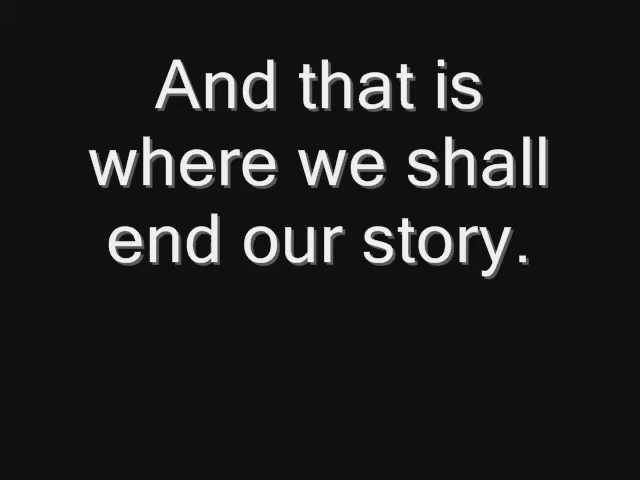 And that is
where we shall
end our story.